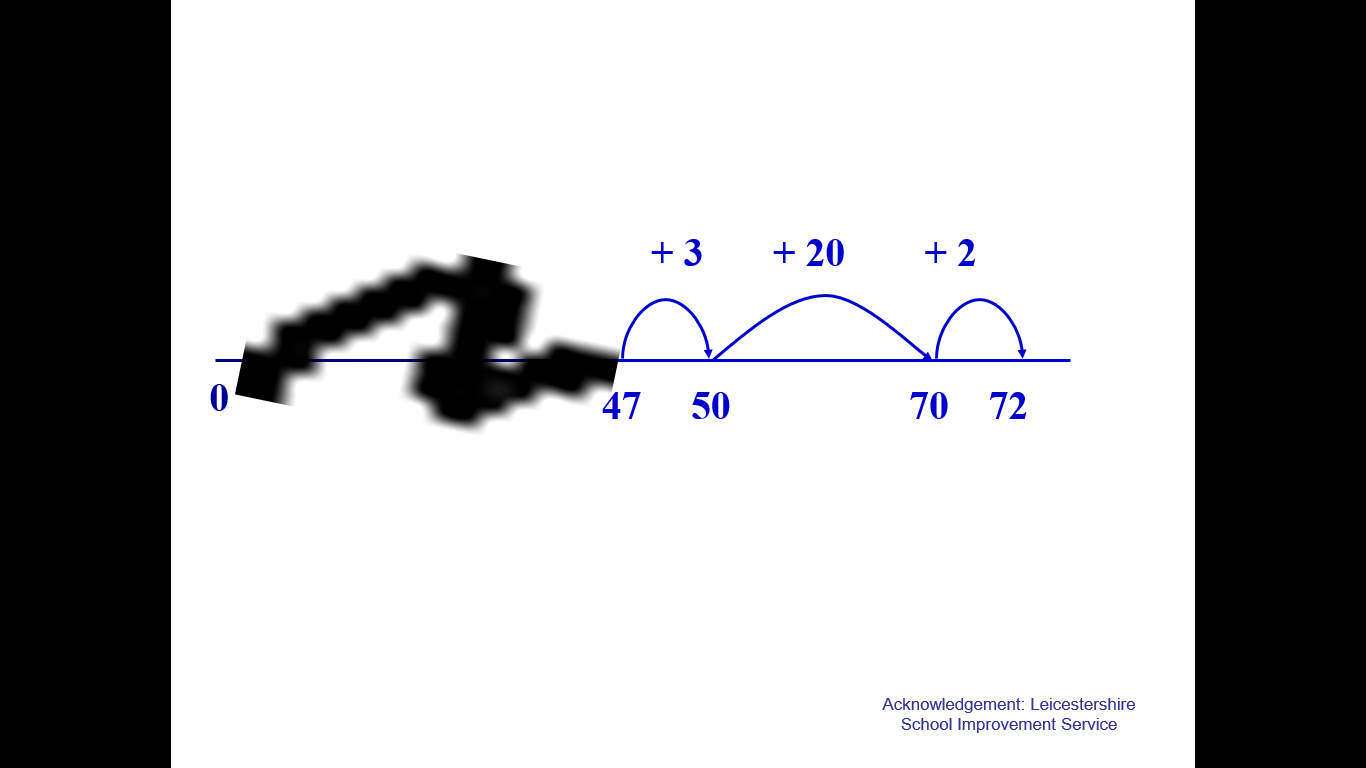 + 3 + 20 + 2
0 47 50 70 72
Acknowledgement: Leicestershire
School Improvement Service